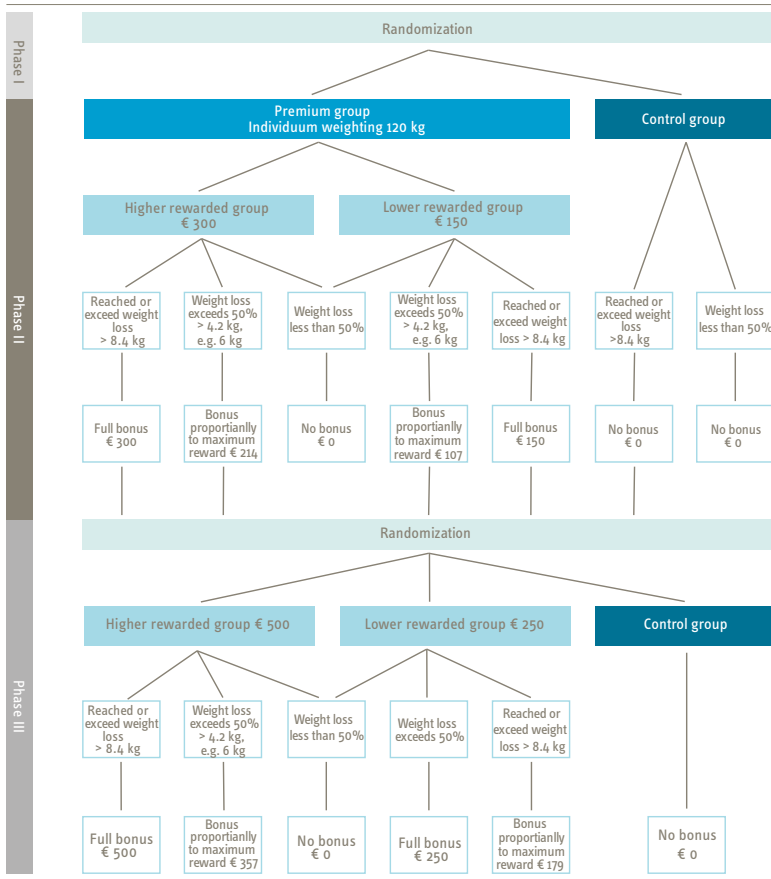 Phase I
Randomization
Phase II
Premium group
Individuum weighting 120 kg
Control group
Higher rewarded group
€ 300
Lower rewarded group
€ 150
Reached or
exceed weight
loss
> 8.4 kg
Weight loss
exceeds 50%
> 4.2 kg,
e.g. 6 kg
Weight loss
less than 50%
Weight loss
exceeds 50%
> 4.2 kg,
e.g. 6 kg
Reached or
exceed weight
loss > 8.4 kg
Reached or
exceed weight
loss
>8.4 kg
Weight loss
less than 50%
Full bonus
€ 300
Bonus
proportianlly
to maximum
reward € 214
No bonus
€ 0
Bonus
proportianlly
to maximum
reward € 107
Full bonus
€ 150
No bonus
€ 0
No bonus
€ 0
Phase III
Randomization
Higher rewarded group € 500
Lower rewarded group € 250
Control group
Reached or
exceed weight
loss
> 8.4 kg
Weight loss
exceeds 50%
> 4.2 kg,
e.g. 6 kg
Weight loss
less than 50%
Weight loss
exceeds 50%
Reached or
exceed weight
loss > 8.4 kg
Full bonus
€ 500
Bonus
proportianlly
to maximum
reward € 357
No bonus
€ 0
Full bonus
€ 250
Bonus
proportianlly
to maximum
reward € 179
No bonus
€ 0